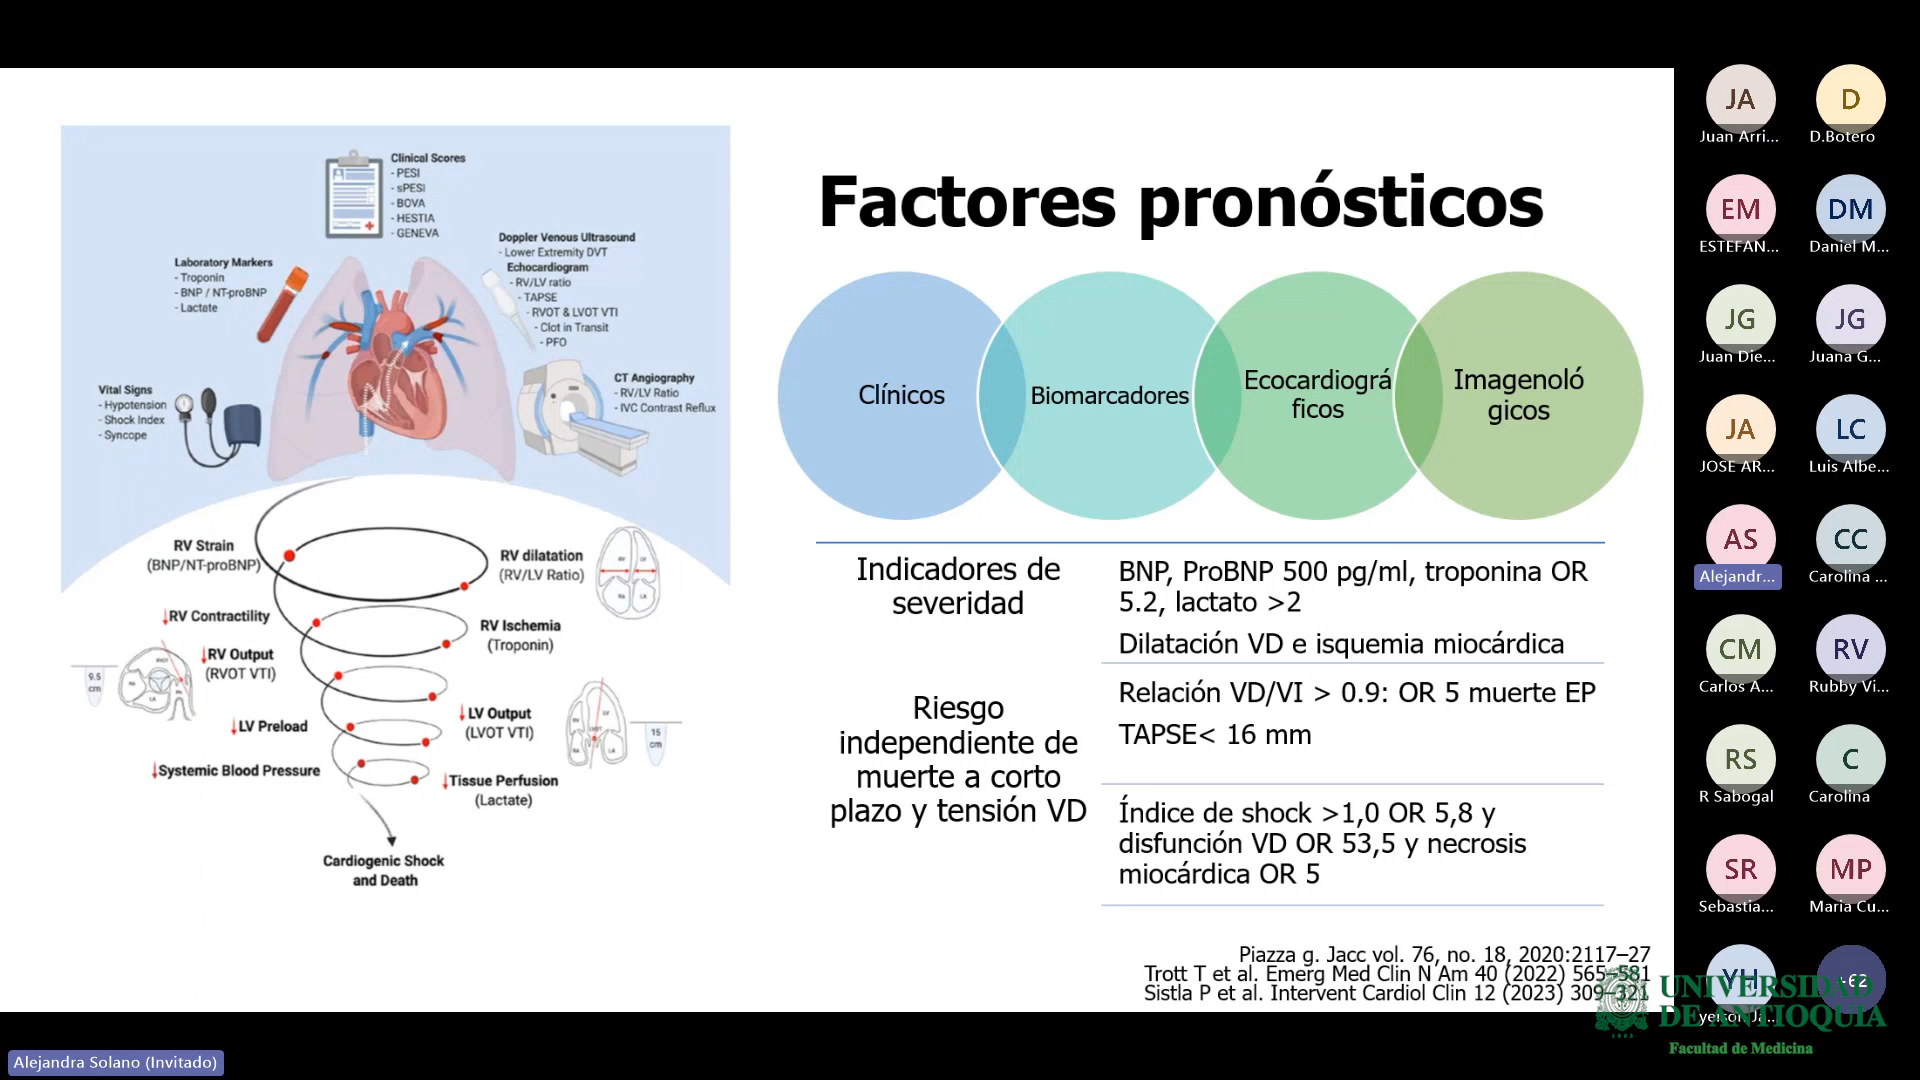 Clinical Scores
- PESI
- sPESI
- BOVA
- HESTIA
- GENEVA
Doppler Venous Ultrasound
- Lower Extremity DVT
Echocardiogram
- RV/LV ratio
- TAPSE
- RVOT & LVOT VTI
- Clot in Transit
- PFO
Laboratory Markers
- Troponin
- BNP / NT-proBNP
- Lactate
Vital Signs
- Hypotension
- Shock Index
- Syncope
CT Angiography
- RV/LV Ratio
- IVC Contrast Reflux
RV Strain
(BNP/NT-proBNP)
RV dilatation
(RV/LV Ratio)
↓RV Contractility
RV Ischemia
(Troponin)
↓RV Output
(RVOT VTI)
9.5
cm
↓LV Preload
↓LV Output
(LVOT VTI)
15
cm
↓Systemic Blood Pressure
↓Tissue Perfusion
(Lactate)
Cardiogenic Shock
and Death
Factores pronósticos
Clínicos
Biomarcadores
Ecocardiográ
ficos
Imagenoló
gicos
Indicadores de
severidad
BNP, ProBNP 500 pg/ml, troponina OR
5.2, lactato >2
Dilatación VD e isquemia miocárdica
Riesgo
independiente de
muerte a corto
plazo y tensión VD
Relación VD/VI > 0.9: OR 5 muerte EP
TAPSE< 16 mm
Índice de shock >1,0 OR 5,8 y
disfunción VD OR 53,5 y necrosis
miocárdica OR 5
Piazza g. Jacc vol. 76, no. 18, 2020:2117–27
Trott T et al. Emerg Med Clin N Am 40 (2022) 565–581
Sistla P et al. Intervent Cardiol Clin 12 (2023) 309–321
JA
Juan Arri...
D
D.Botero
EM
ESTEFAN...
DM
Daniel M...
JG
Juan Die...
JG
Juana G...
JA
JOSE AR...
LC
Luis Albe...
AS
Alejandr...
CC
Carolina ...
CM
Carlos A...
RV
Rubby Vi...
RS
R Sabogal
C
Carolina
SR
Sebastia...
MP
Maria Cu...
YH
+62
UNIVERSIDAD
DE ANTIOQUIA
Facultad de Medicina
Alejandra Solano (Invitado)